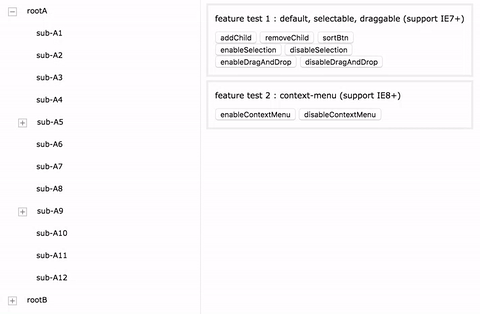 rootA
sub-A1
sub-A2
sub-A3
sub-A4
sub-A5
sub-A6
sub-A7
sub-A8
sub-A9
sub-A10
sub-A11
sub-A12
rootB
feature test 1 : default, selectable, draggable (support IE7+)
addChild removeChild sortBtn
enableSelection disableSelection
enableDragAndDrop disableDragAndDrop
feature test 2 : context-menu (support IE8+)
enableContextMenu disableContextMenu